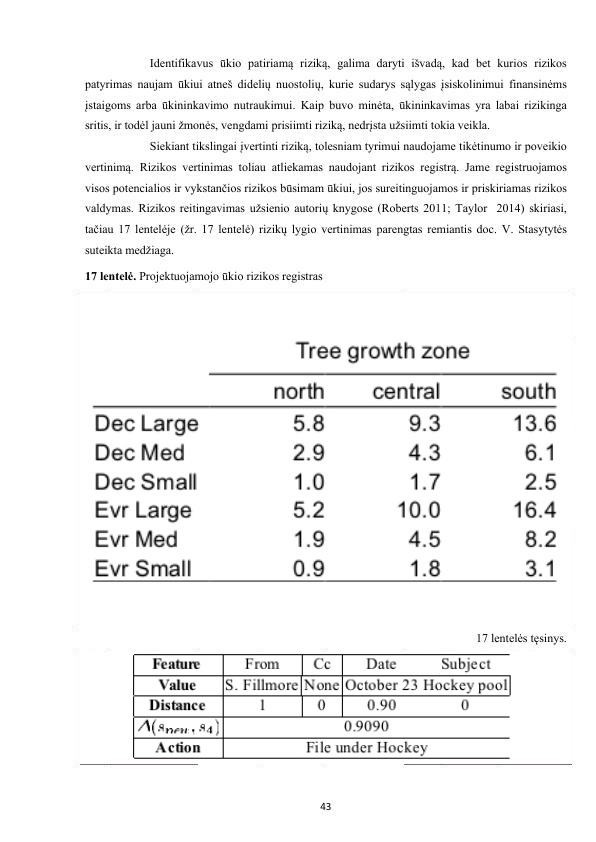 Identifikavus ūkio patiriamą riziką, galima daryti išvadą, kad bet kurios rizikos
patyrimas naujam ūkiui atneš didelių nuostolių, kurie sudarys sąlygas įsiskolinimui finansinėms
įstaigoms arba ūkininkavimo nutraukimui. Kaip buvo minėta, ūkininkavimas yra labai rizikinga
sritis, ir todėl jauni žmonės, vengdami prisiimti riziką, nedrįsta užsiimti tokia veikla.
Siekiant tikslingai įvertinti riziką, tolesniam tyrimui naudojame tikėtinumo ir poveikio
vertinimą. Rizikos vertinimas toliau atliekamas naudojant rizikos registrą. Jame registruojamos
visos potencialios ir vykstančios rizikos būsimam ūkiui, jos sureitinguojamos ir priskiriamas rizikos
valdymas. Rizikos reitingavimas užsienio autorių knygose (Roberts 2011; Taylor 2014) skiriasi,
tačiau 17 lentelėje (žr. 17 lentelė) rizikų lygio vertinimas parengtas remiantis doc. V. Stasytytės
suteikta medžiaga.
17 lentelė. Projektuojamojo ūkio rizikos registras
Tree growth zone
north central south
Dec Large 5.8 9.3 13.6
Dec Med 2.9 4.3 6.1
Dec Small 1.0 1.7 2.5
Evr Large 5.2 10.0 16.4
Evr Med 1.9 4.5 8.2
Evr Small 0.9 1.8 3.1
17 lentelės tęsinys.
Feature From Cc Date Subject
Value S. Fillmore None October 23 Hockey pool
Distance 1 0 0.90 0
Λ(s_new, s_4) 0.9090
Action File under Hockey
43